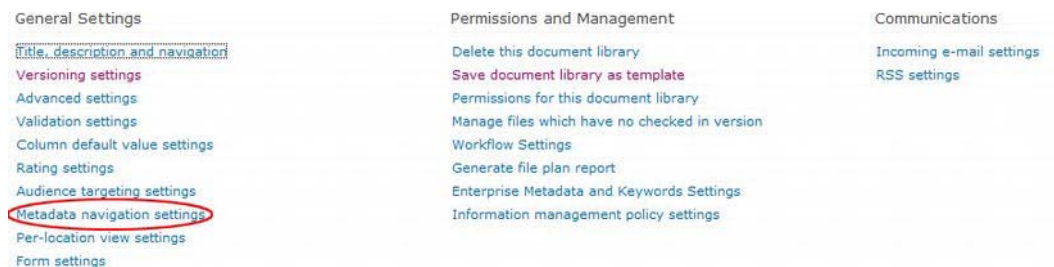 General Settings
Title, description and navigation
Versioning settings
Advanced settings
Validation settings
Column default value settings
Rating settings
Audience targeting settings
Metadata navigation settings
Per-location view settings
Form settings
Permissions and Management
Delete this document library
Save document library as template
Permissions for this document library
Manage files which have no checked in version
Workflow Settings
Generate file plan report
Enterprise Metadata and Keywords Settings
Information management policy settings
Communications
Incoming e-mail settings
RSS settings